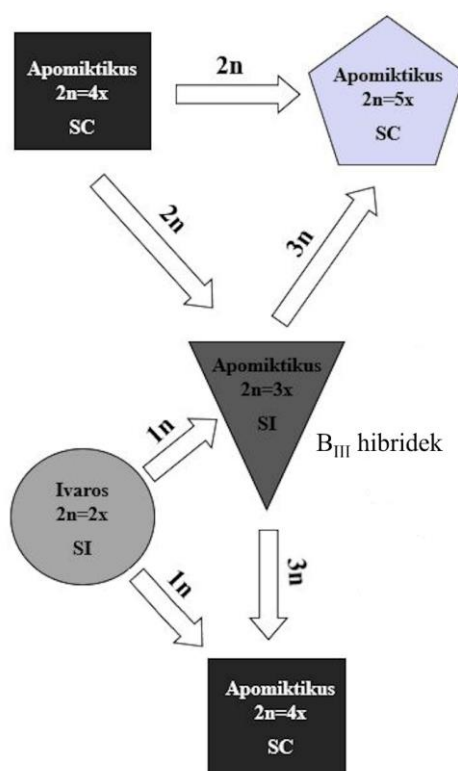 Apomiktikus
2n=4x
SC
2n
Apomiktikus
2n=5x
SC
2n
3n
Apomiktikus
2n=3x
SI
B_III hibridek
1n
Ivaros
2n=2x
SI
1n
3n
Apomiktikus
2n=4x
SC